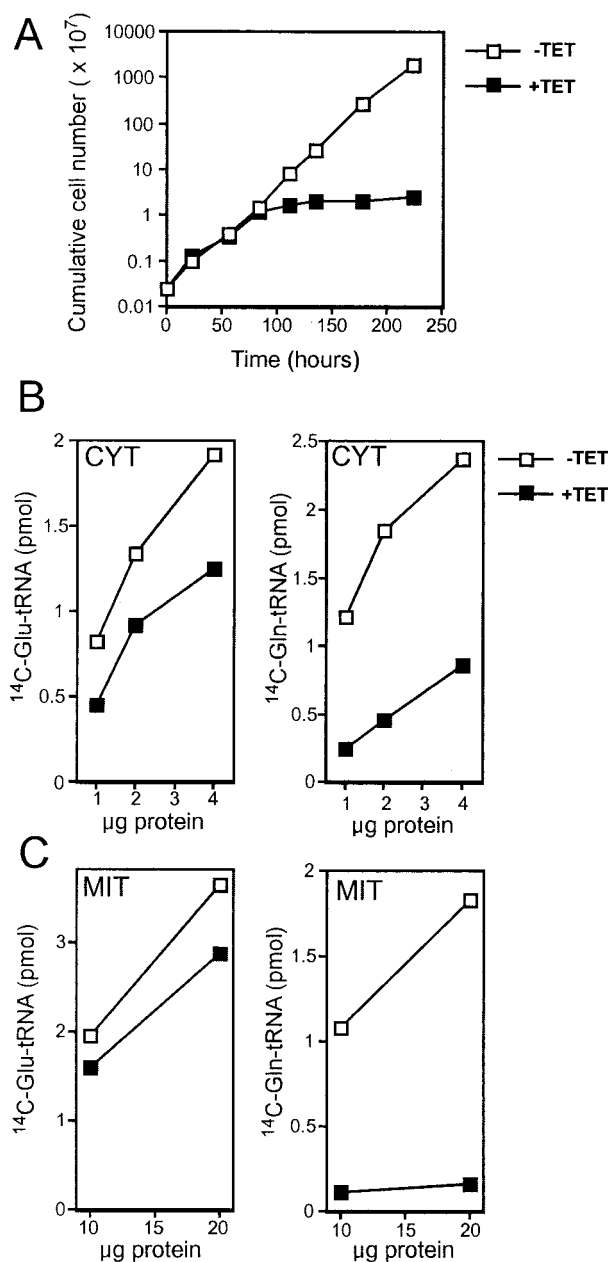 A
Cumulative cell number ( x 10⁷)
10000
1000
100
10
1
0.1
0.01
0
50
100
150
200
250
Time (hours)
-TET
+TET
B
CYT
¹⁴C-Glu-tRNA (pmol)
2
1.5
1
0.5
0
1
2
3
4
µg protein
CYT
¹⁴C-Gln-tRNA (pmol)
2.5
2
1.5
1
0.5
0
1
2
3
4
µg protein
-TET
+TET
C
MIT
¹⁴C-Glu-tRNA (pmol)
3
2
1
0
10
15
20
µg protein
MIT
¹⁴C-Gln-tRNA (pmol)
2
1.5
1
0.5
0
10
15
20
µg protein